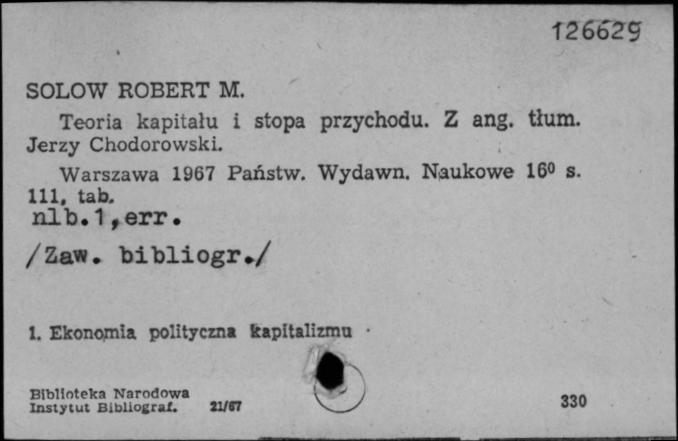 126629
SOLOW ROBERT M.
Teoria kapitału i stopa przychodu. Z ang. tłum.
Jerzy Chodorowski.
Warszawa 1967 Państw. Wydawn. Naukowe 16⁰ s.
111, tab.
nlb.1,err.
/Zaw. bibliogr./
1. Ekonomia polityczna kapitalizmu
Biblioteka Narodowa
Instytut Bibliograf. 21/67
330